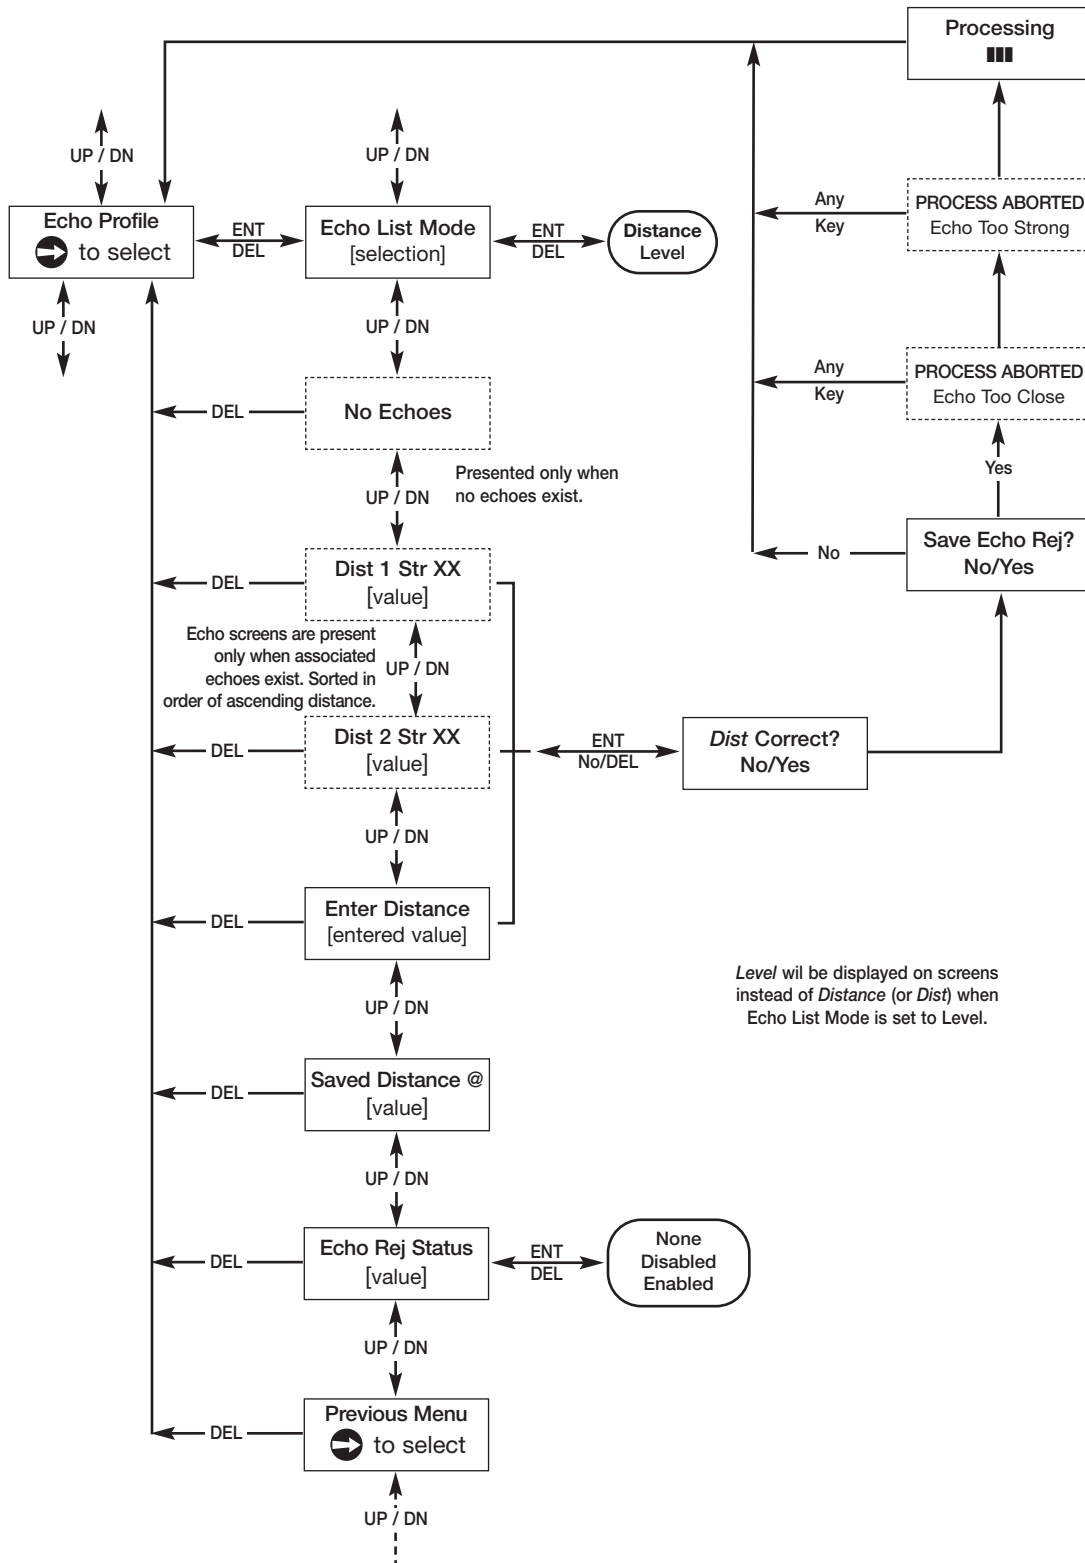 Processing
UP / DN
UP / DN
Echo Profile
to select
ENT
DEL
Echo List Mode
[selection]
ENT
DEL
Distance
Level
Any
Key
PROCESS ABORTED
Echo Too Strong
UP / DN
UP / DN
Any
Key
PROCESS ABORTED
Echo Too Close
DEL
No Echoes
Yes
UP / DN
Presented only when
no echoes exist.
No
Save Echo Rej?
No/Yes
DEL
Dist 1 Str XX
[value]
Echo screens are present
only when associated
echoes exist. Sorted in
order of ascending distance.
UP / DN
DEL
Dist 2 Str XX
[value]
ENT
No/DEL
Dist Correct?
No/Yes
UP / DN
DEL
Enter Distance
[entered value]
Level wil be displayed on screens
instead of Distance (or Dist) when
Echo List Mode is set to Level.
UP / DN
DEL
Saved Distance @
[value]
UP / DN
DEL
Echo Rej Status
[value]
ENT
DEL
None
Disabled
Enabled
UP / DN
DEL
Previous Menu
to select
UP / DN